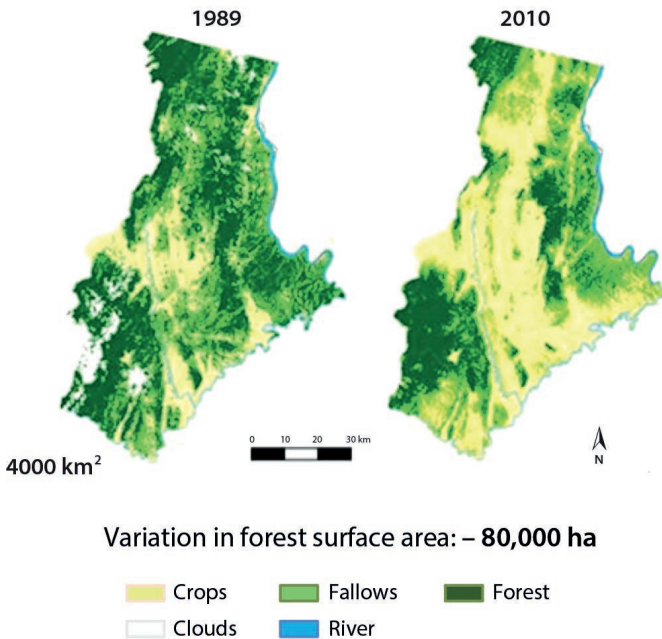 1989
2010
0 10 20 30 km
N
4000 km²
Variation in forest surface area: – 80,000 ha
Crops
Fallows
Forest
Clouds
River